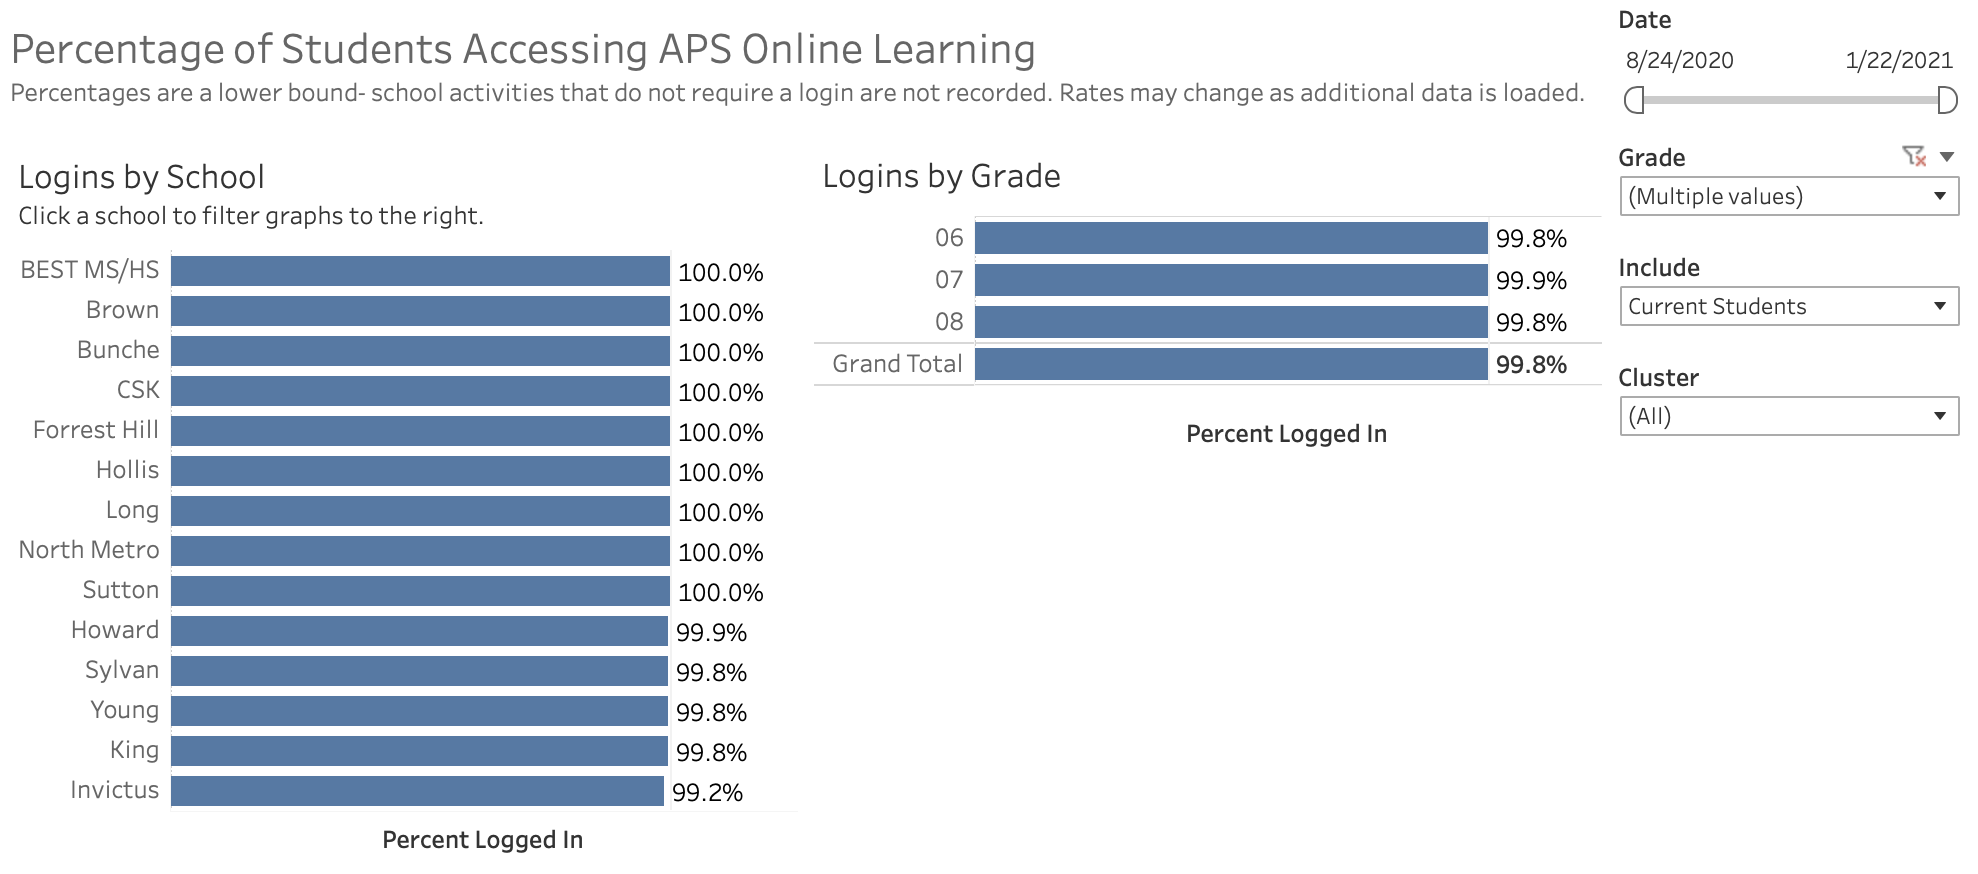 Percentage of Students Accessing APS Online Learning
Percentages are a lower bound- school activities that do not require a login are not recorded. Rates may change as additional data is loaded.
Logins by School
Click a school to filter graphs to the right.
BEST MS/HS 100.0%
Brown 100.0%
Bunche 100.0%
CSK 100.0%
Forrest Hill 100.0%
Hollis 100.0%
Long 100.0%
North Metro 100.0%
Sutton 100.0%
Howard 99.9%
Sylvan 99.8%
Young 99.8%
King 99.8%
Invictus 99.2%
Percent Logged In
Logins by Grade
06 99.8%
07 99.9%
08 99.8%
Grand Total 99.8%
Percent Logged In
Date
8/24/2020 1/22/2021
Grade
(Multiple values)
Include
Current Students
Cluster
(All)